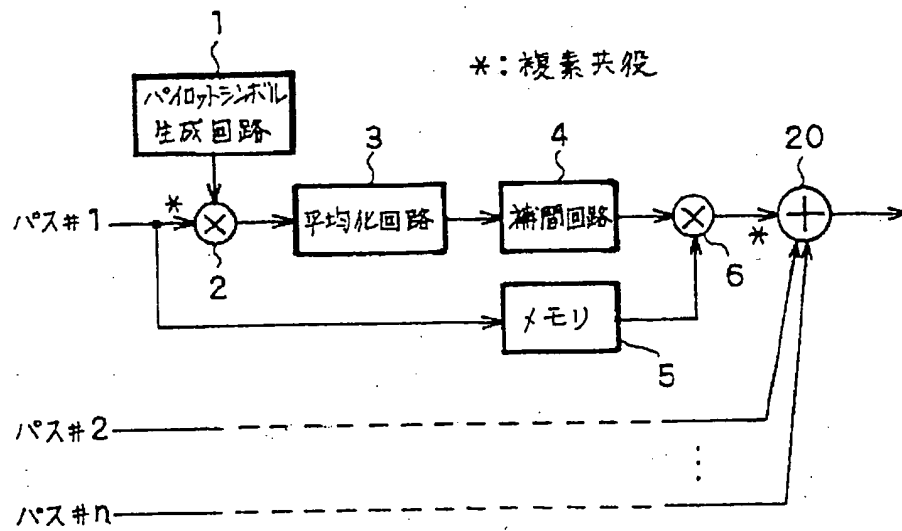 1
*:複素共役
パイロットシンボル
生成回路
3
4
20
パス#1
*
2
平均化回路
補間回路
6
*
メモリ
5
パス#2
パス#n